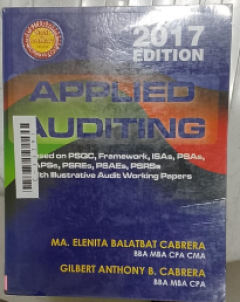 2017
EDITION
APPLIED
AUDITING
Based on PSQC, Framework, ISAs, PSAs,
PAPSs, PSREs, PSAEs, PSRSs
with Illustrative Audit Working Papers
MA. ELENITA BALATBAT CABRERA
BBA MBA CPA CMA
GILBERT ANTHONY B. CABRERA
BBA MBA CPA